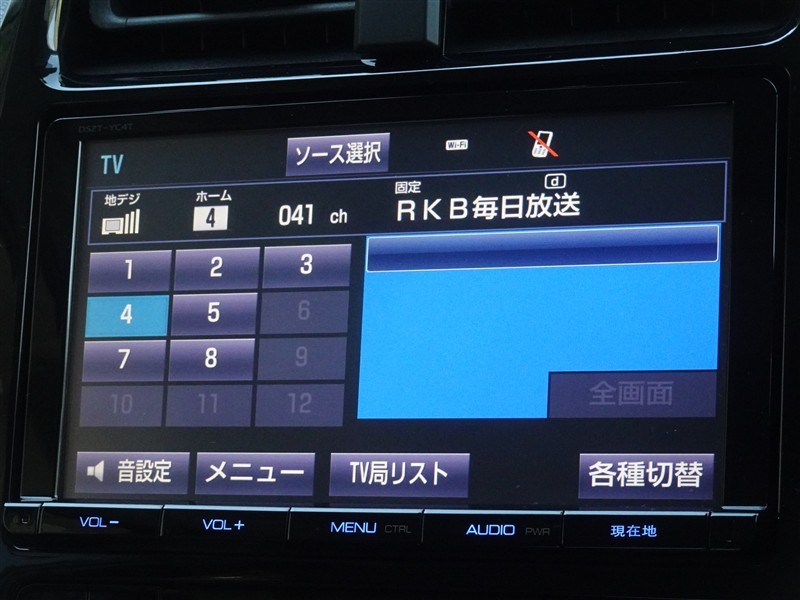 DSZT-YC4T
TV ソース選択 Wi-Fi
地デジ ホーム 固定 d
4 041 ch RKB毎日放送
1 2 3
4 5 6
7 8 9
10 11 12
全画面
音設定 メニュー TV局リスト 各種切替
VOL− VOL+ MENU CTRL AUDIO PWR 現在地